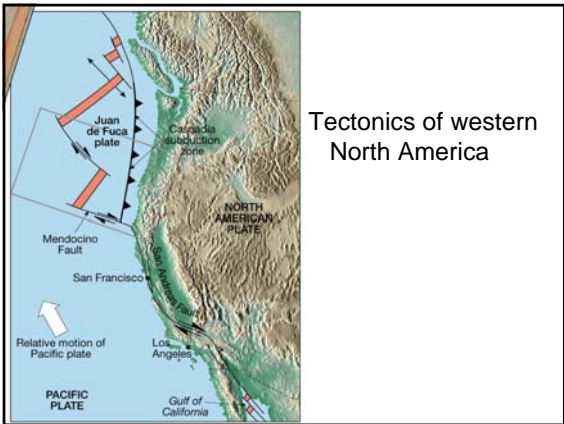 Tectonics of western
North America
Juan
de Fuca
plate
Cascadia
subduction
zone
NORTH
AMERICAN
PLATE
Mendocino
Fault
San Francisco
San Andreas Fault
Relative motion of
Pacific plate
Los
Angeles
PACIFIC
PLATE
Gulf of
California